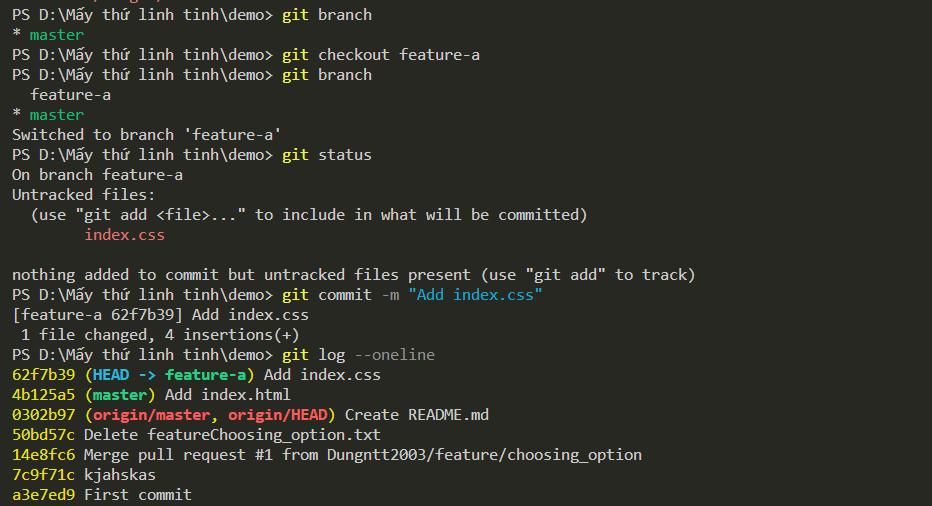 PS D:\Mấy thứ linh tinh\demo> git branch
* master
PS D:\Mấy thứ linh tinh\demo> git checkout feature-a
PS D:\Mấy thứ linh tinh\demo> git branch
  feature-a
* master
Switched to branch 'feature-a'
PS D:\Mấy thứ linh tinh\demo> git status
On branch feature-a
Untracked files:
  (use "git add <file>..." to include in what will be committed)
        index.css

nothing added to commit but untracked files present (use "git add" to track)
PS D:\Mấy thứ linh tinh\demo> git commit -m "Add index.css"
[feature-a 62f7b39] Add index.css
 1 file changed, 4 insertions(+)
PS D:\Mấy thứ linh tinh\demo> git log --oneline
62f7b39 (HEAD -> feature-a) Add index.css
4b125a5 (master) Add index.html
0302b97 (origin/master, origin/HEAD) Create README.md
50bd57c Delete featureChoosing_option.txt
14e8fc6 Merge pull request #1 from Dungntt2003/feature/choosing_option
7c9f71c kjahskas
a3e7ed9 First commit